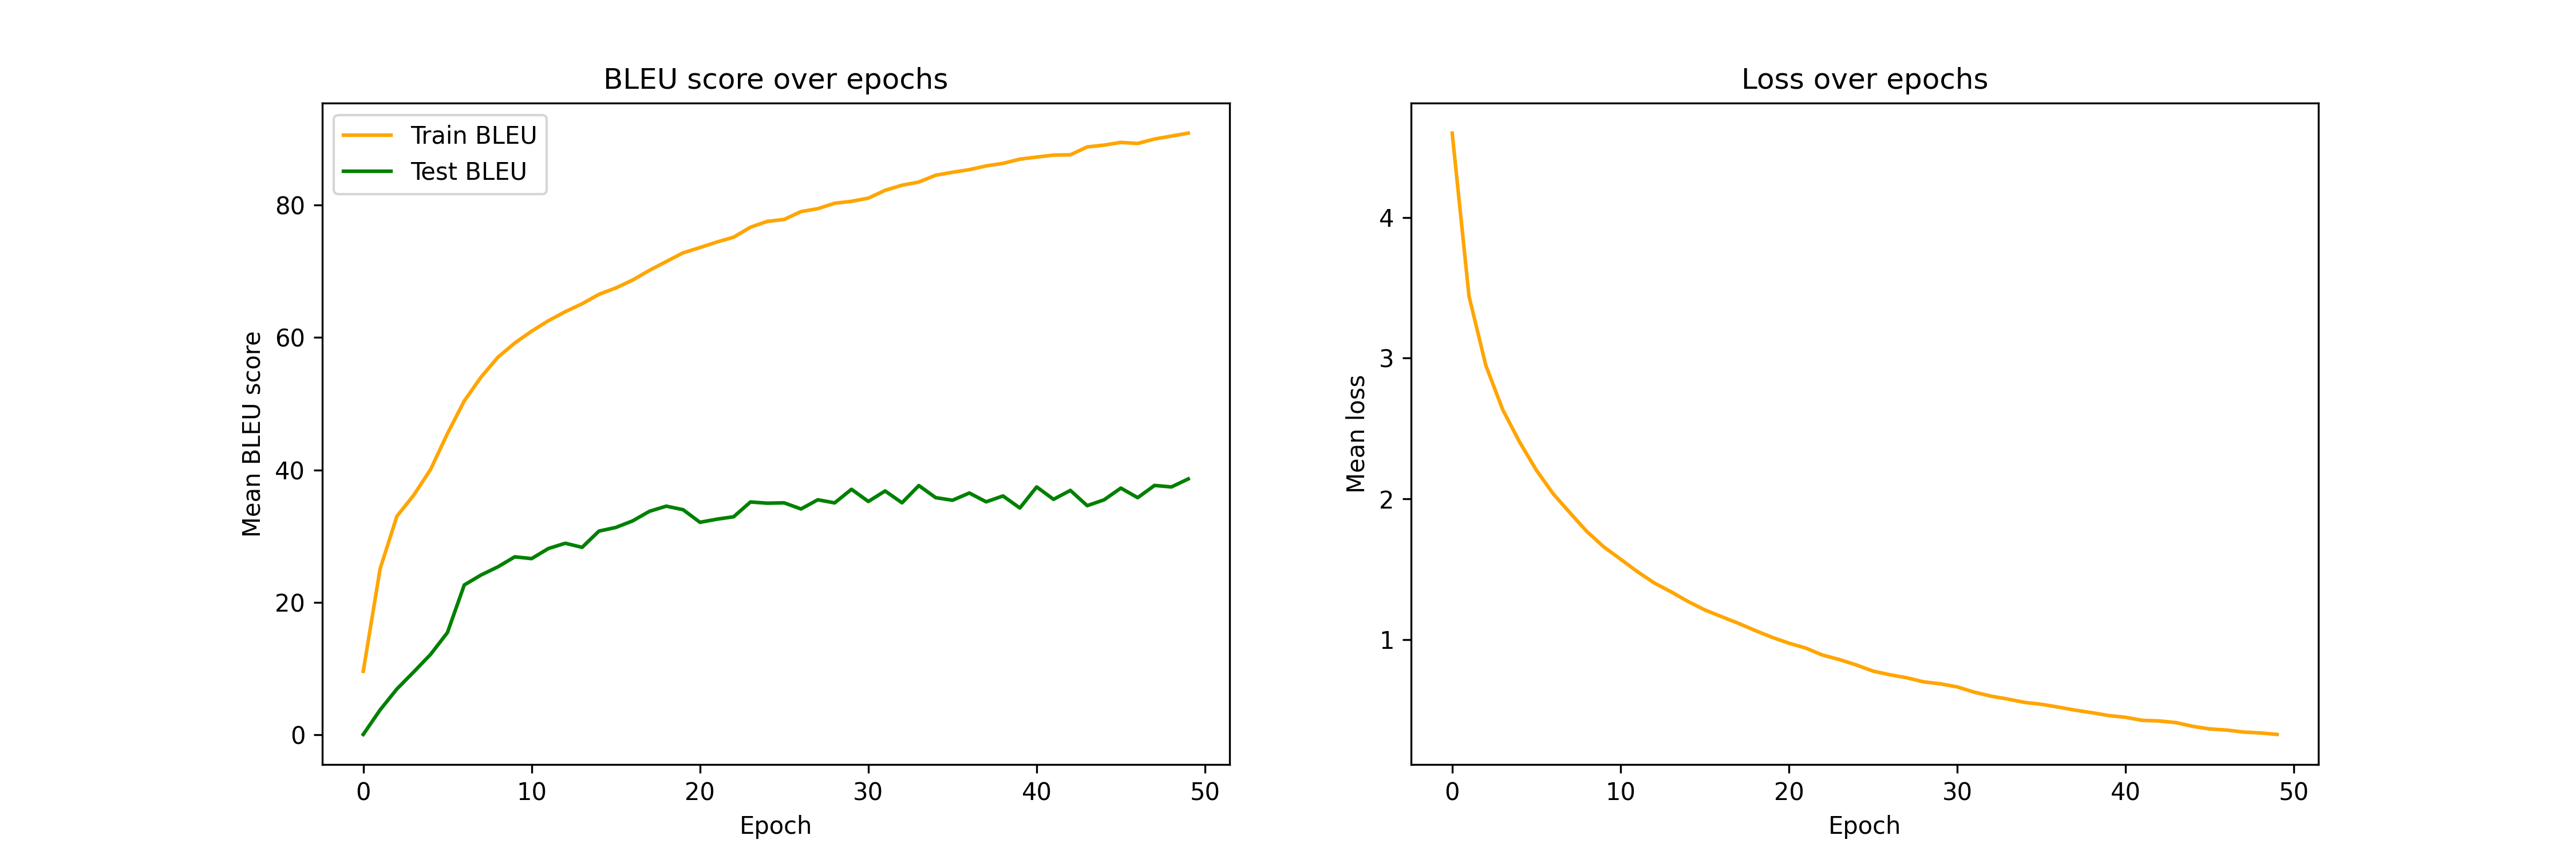 BLEU score over epochs
Train BLEU
Test BLEU
Mean BLEU score
80
60
40
20
0
0 10 20 30 40 50
Epoch
Loss over epochs
Mean loss
4
3
2
1
0 10 20 30 40 50
Epoch